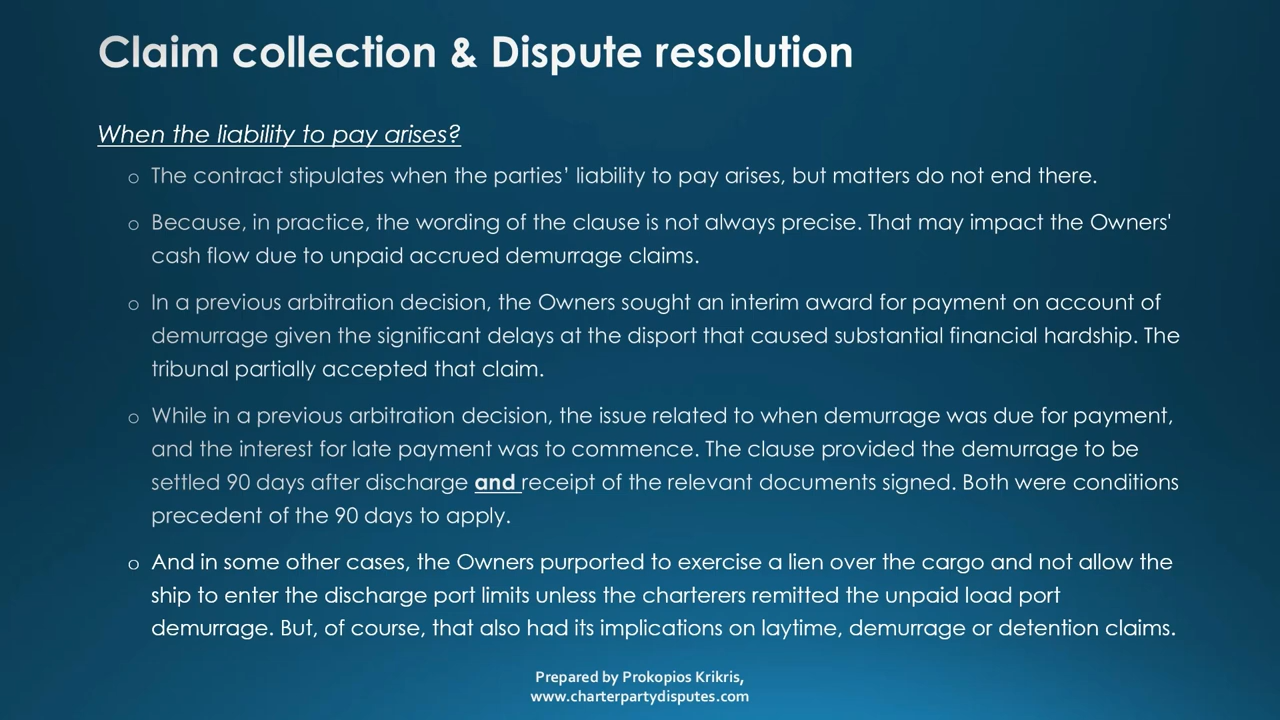 Claim collection & Dispute resolution
When the liability to pay arises?
o The contract stipulates when the parties’ liability to pay arises, but matters do not end there.
o Because, in practice, the wording of the clause is not always precise. That may impact the Owners'
cash flow due to unpaid accrued demurrage claims.
o In a previous arbitration decision, the Owners sought an interim award for payment on account of
demurrage given the significant delays at the disport that caused substantial financial hardship. The
tribunal partially accepted that claim.
o While in a previous arbitration decision, the issue related to when demurrage was due for payment,
and the interest for late payment was to commence. The clause provided the demurrage to be
settled 90 days after discharge and receipt of the relevant documents signed. Both were conditions
precedent of the 90 days to apply.
o And in some other cases, the Owners purported to exercise a lien over the cargo and not allow the
ship to enter the discharge port limits unless the charterers remitted the unpaid load port
demurrage. But, of course, that also had its implications on laytime, demurrage or detention claims.
Prepared by Prokopios Krikris,
www.charterpartydisputes.com